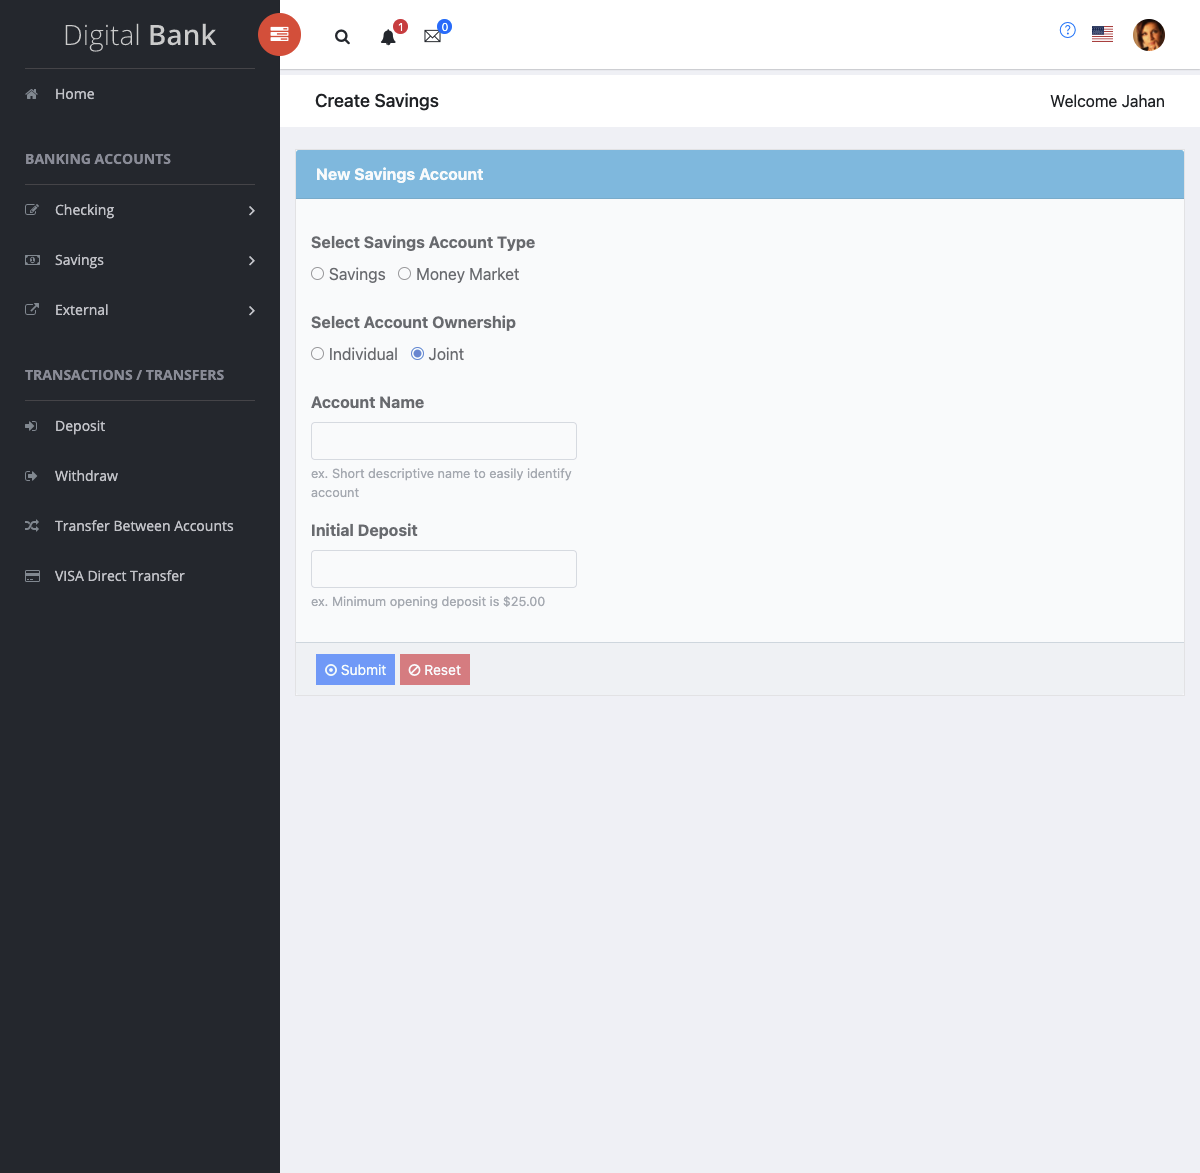 Digital Bank
1
0
Home
BANKING ACCOUNTS
Checking
Savings
External
TRANSACTIONS / TRANSFERS
Deposit
Withdraw
Transfer Between Accounts
VISA Direct Transfer
Create Savings
Welcome Jahan
New Savings Account
Select Savings Account Type
Savings Money Market
Select Account Ownership
Individual Joint
Account Name
ex. Short descriptive name to easily identify
account
Initial Deposit
ex. Minimum opening deposit is $25.00
Submit Reset